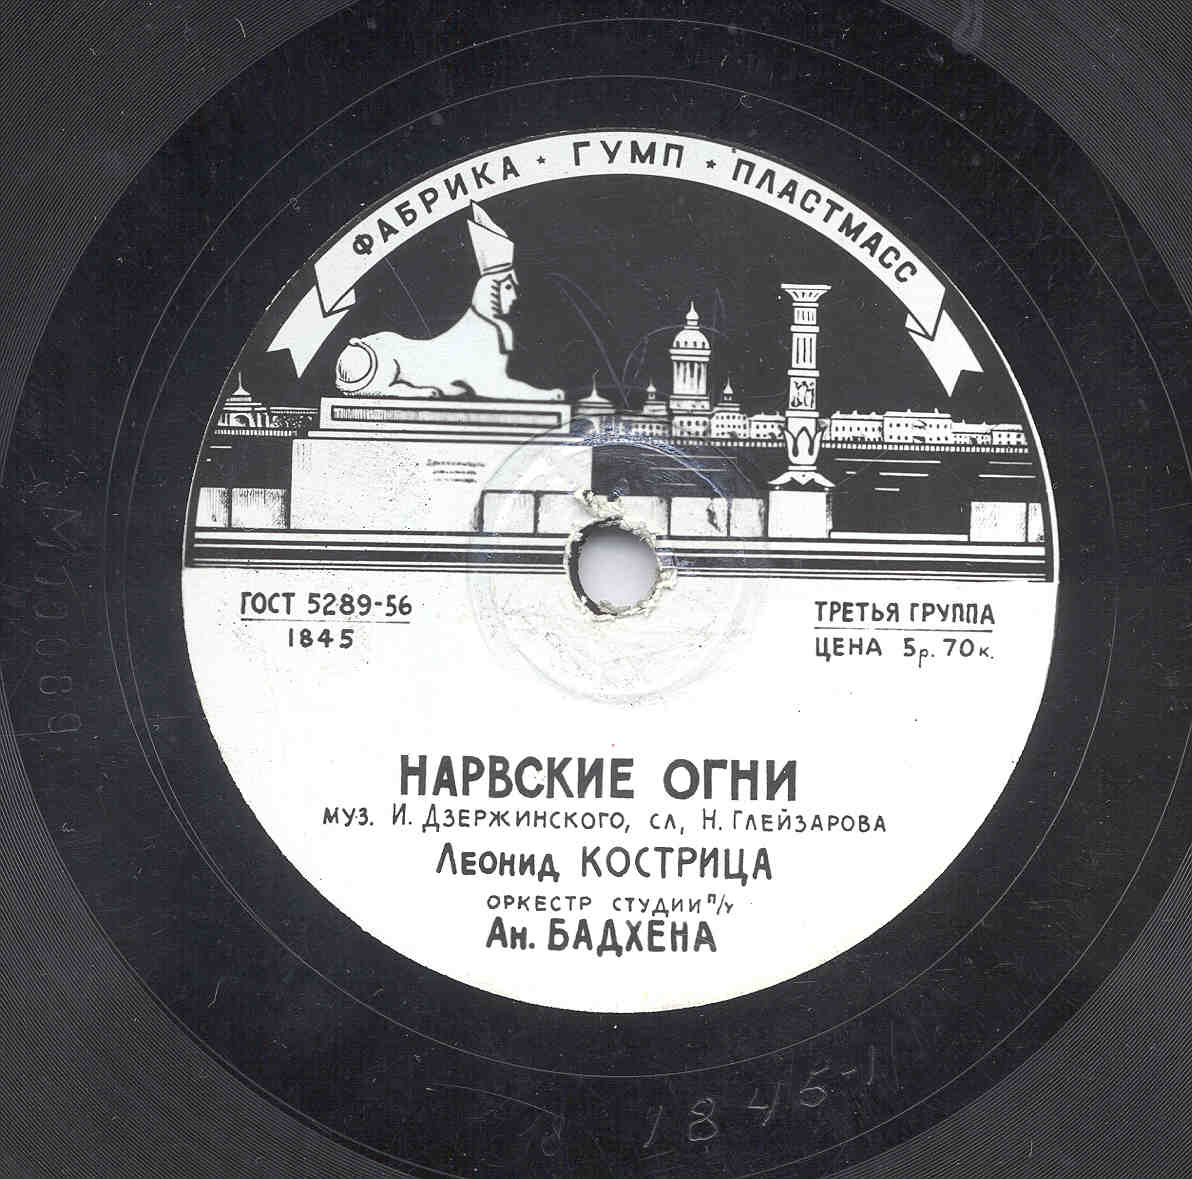 ФАБРИКА ★ ГУМП ★ ПЛАСТМАСС
ГОСТ 5289-56
1845
ТРЕТЬЯ ГРУППА
ЦЕНА 5р. 70к.
НАРВСКИЕ ОГНИ
муз. И. Дзержинского, сл, Н. Глейзарова
Леонид КОСТРИЦА
ОРКЕСТР СТУДИИ п/у
Ан. БАДХЕНА
1845-11